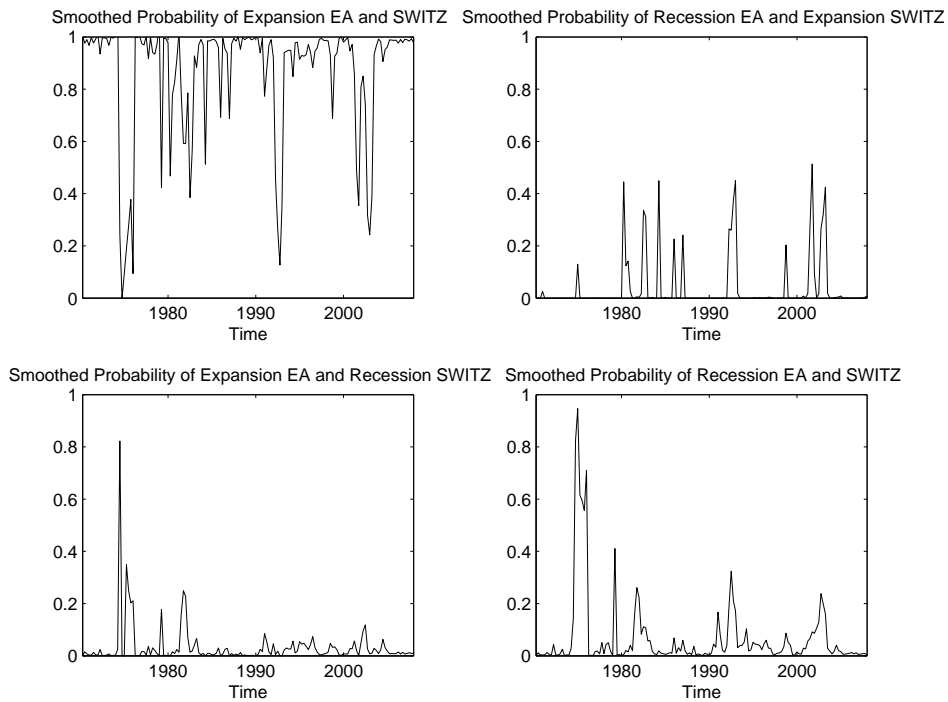 Smoothed Probability of Expansion EA and SWITZ
1
0.8
0.6
0.4
0.2
0
1980 1990 2000
Time
Smoothed Probability of Recession EA and Expansion SWITZ
1
0.8
0.6
0.4
0.2
0
1980 1990 2000
Time
Smoothed Probability of Expansion EA and Recession SWITZ
1
0.8
0.6
0.4
0.2
0
1980 1990 2000
Time
Smoothed Probability of Recession EA and SWITZ
1
0.8
0.6
0.4
0.2
0
1980 1990 2000
Time